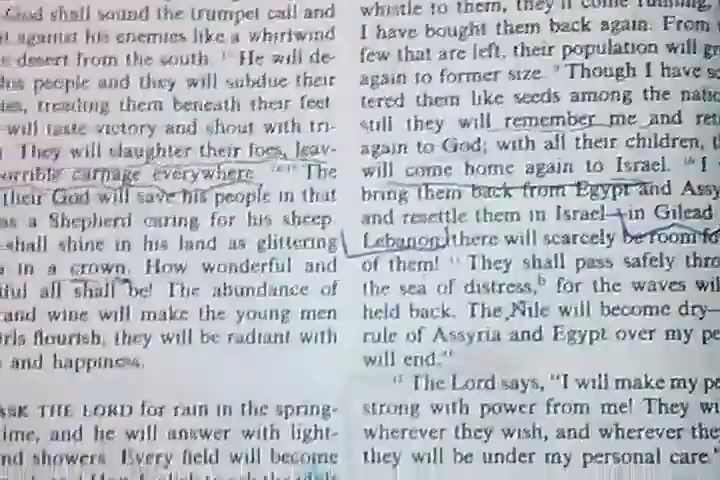 God shall sound the trumpet call and
against his enemies like a whirlwind
desert from the south. He will de-
his people and they will subdue their
treading them beneath their feet
will taste victory and shout with tri-
They will slaughter their foes, leav-
horrible carnage everywhere. The
their God will save his people in that
as a Shepherd caring for his sheep.
shall shine in his land as glittering
in a crown. How wonderful and
all shall be! The abundance of
and wine will make the young men
flourish; they will be radiant with
and happiness.
ASK THE LORD for rain in the spring-
and he will answer with light-
and showers. Every field will become
whistle to them, they'll come running,
I have bought them back again. From
few that are left, their population will
again to former size. 9 Though I have
tered them like seeds among the
still they will remember me and
again to God; with all their children,
will come home again to Israel. 10 I
bring them back from Egypt and
and resettle them in Israel—in Gilead
Lebanon; there will scarcely be room
of them! 11 They shall pass safely
the sea of distress,b for the waves
held back. The Nile will become dry—
rule of Assyria and Egypt over my
will end."
12 The Lord says, "I will make my
strong with power from me! They
wherever they wish, and wherever
they will be under my personal care."